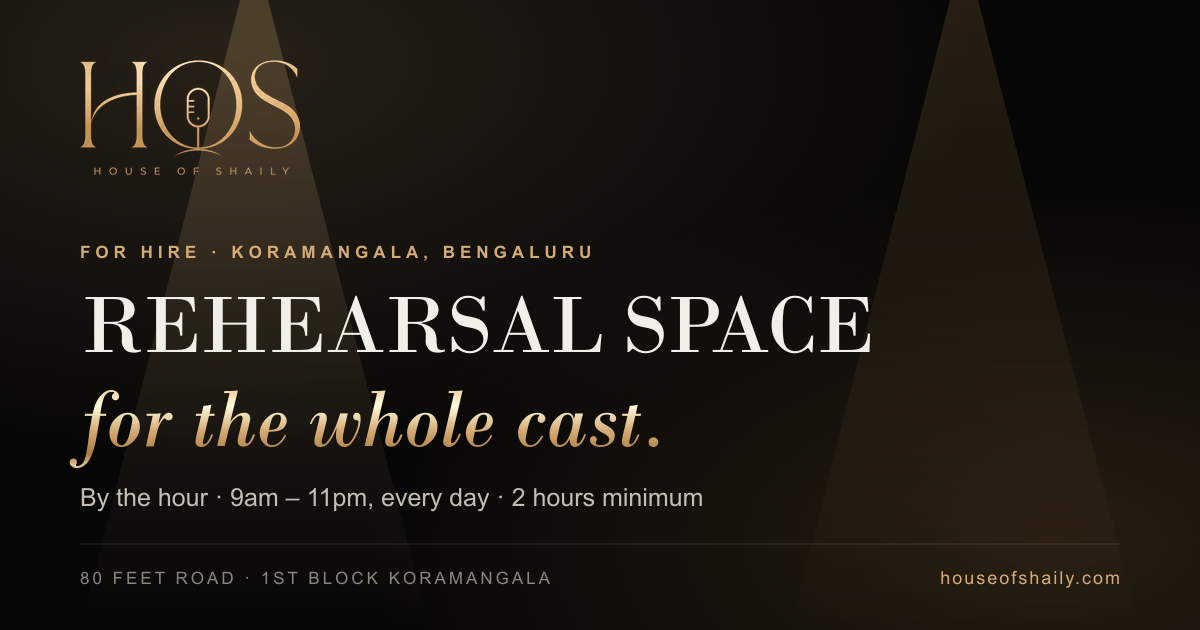 HOS
HOUSE OF SHAILY
FOR HIRE · KORAMANGALA, BENGALURU
REHEARSAL SPACE
for the whole cast.
By the hour · 9am – 11pm, every day · 2 hours minimum
80 FEET ROAD · 1ST BLOCK KORAMANGALA
houseofshaily.com